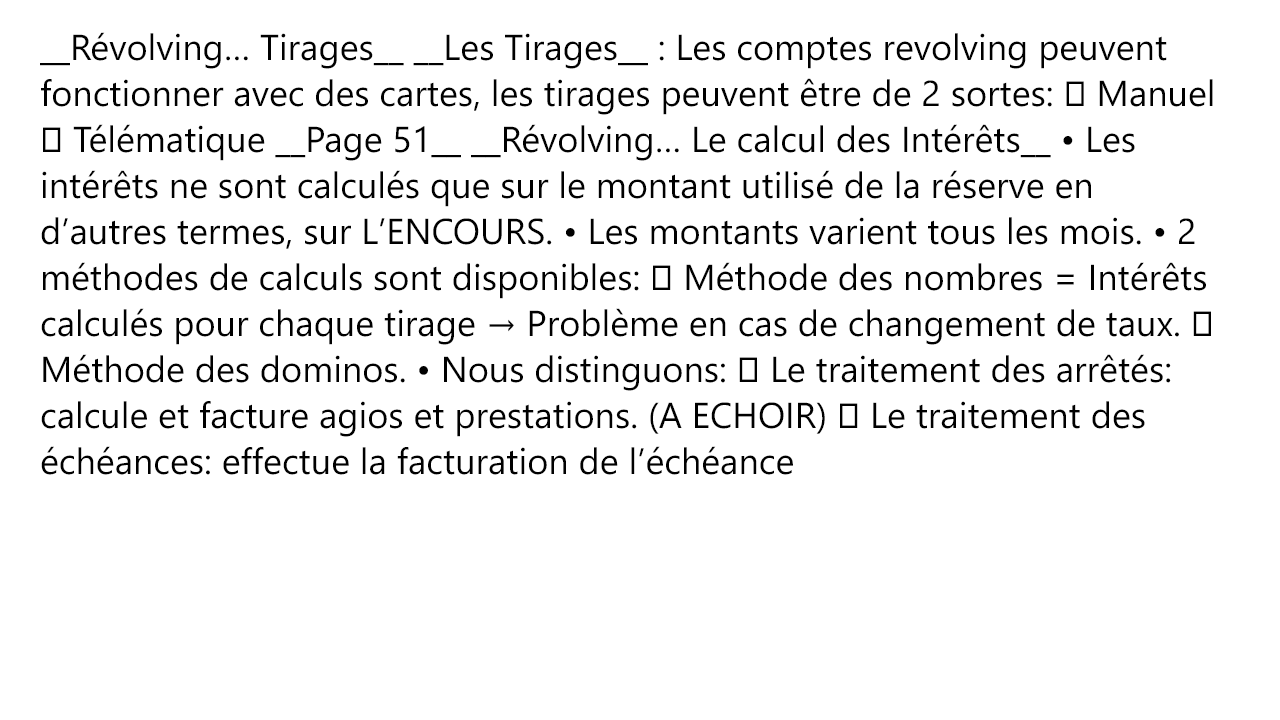 __Révolving… Tirages__ __Les Tirages__ : Les comptes revolving peuvent
fonctionner avec des cartes, les tirages peuvent être de 2 sortes:  Manuel
 Télématique __Page 51__ __Révolving… Le calcul des Intérêts__ • Les
intérêts ne sont calculés que sur le montant utilisé de la réserve en
d’autres termes, sur L’ENCOURS. • Les montants varient tous les mois. • 2
méthodes de calculs sont disponibles:  Méthode des nombres = Intérêts
calculés pour chaque tirage → Problème en cas de changement de taux. 
Méthode des dominos. • Nous distinguons:  Le traitement des arrêtés:
calcule et facture agios et prestations. (A ECHOIR)  Le traitement des
échéances: effectue la facturation de l’échéance